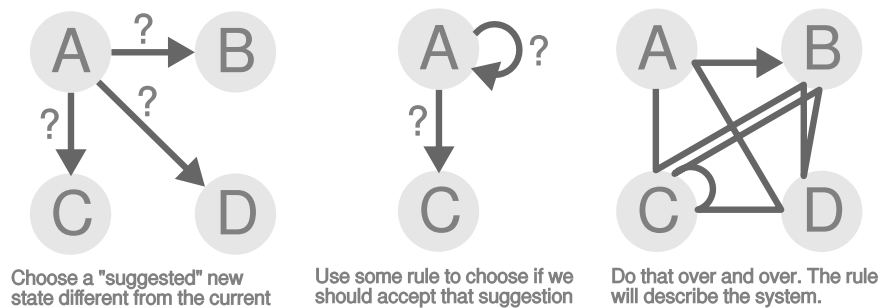 A ? B
? ?
C D
Choose a "suggested" new
state different from the current
A ?
?
C
Use some rule to choose if we
should accept that suggestion
A B
C D
Do that over and over. The rule
will describe the system.